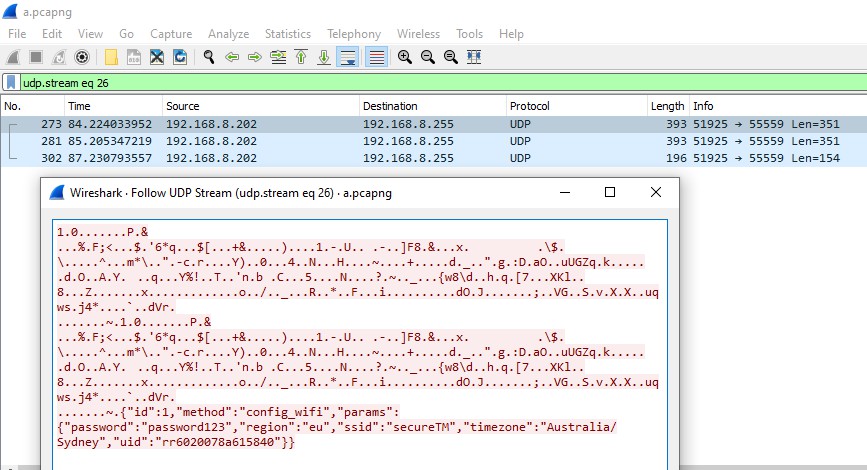 a.pcapng
File Edit View Go Capture Analyze Statistics Telephony Wireless Tools Help
udp.stream eq 26
No. Time Source Destination Protocol Length Info
273 84.224033952 192.168.8.202 192.168.8.255 UDP 393 51925 → 55559 Len=351
281 85.205347219 192.168.8.202 192.168.8.255 UDP 393 51925 → 55559 Len=351
302 87.230793557 192.168.8.202 192.168.8.255 UDP 196 51925 → 55559 Len=154
Wireshark · Follow UDP Stream (udp.stream eq 26) · a.pcapng
1.0.......P.&
...%.F;<...$.'6*q...$[...+&.....)....1.-.U.. .-..]F8.&...x. .\$.
\.....^...m*\..".-c.r....Y)..0...4..N...H....~....+.....d._..".g.:D.aO..uUGZq.k.....
.d.O..A.Y. ..q...Y%!..T..'n.b .C...5....N....?.~.._...{w8\d..h.q.[7...XKl..
8...Z.......x.............o../.._...R..*..F...i..........dO.J.......;..VG..S.v.X.X..uq
ws.j4*....`..dVr.
.......~.1.0.......P.&
...%.F;<...$.'6*q...$[...+&.....)....1.-.U.. .-..]F8.&...x. .\$.
\.....^...m*\..".-c.r....Y)..0...4..N...H....~....+.....d._..".g.:D.aO..uUGZq.k.....
.d.O..A.Y. ..q...Y%!..T..'n.b .C...5....N....?.~.._...{w8\d..h.q.[7...XKl..
8...Z.......x.............o../.._...R..*..F...i..........dO.J.......;..VG..S.v.X.X..uq
ws.j4*....`..dVr.
.......~.{"id":1,"method":"config_wifi","params":
{"password":"password123","region":"eu","ssid":"secureTM","timezone":"Australia/
Sydney","uid":"rr6020078a615840"}}